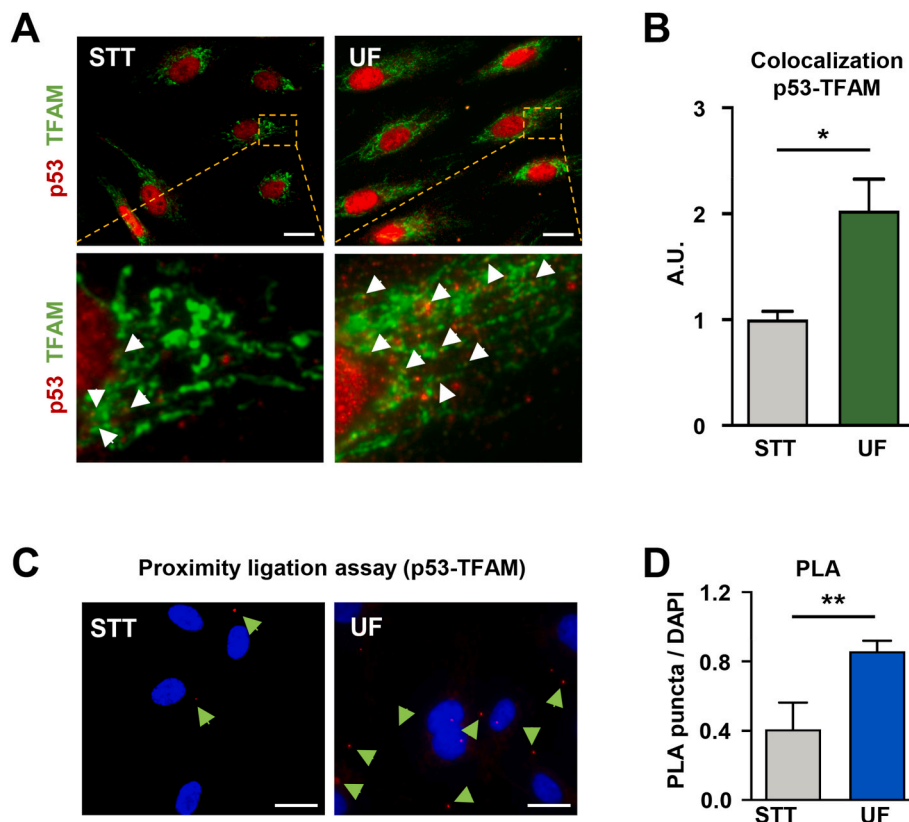 A
STT
UF
p53 TFAM
p53 TFAM
B
Colocalization
p53-TFAM
3
2
1
0
A.U.
*
STT
UF
C
Proximity ligation assay (p53-TFAM)
STT
UF
D
PLA
1.2
0.8
0.4
0.0
PLA puncta / DAPI
**
STT
UF